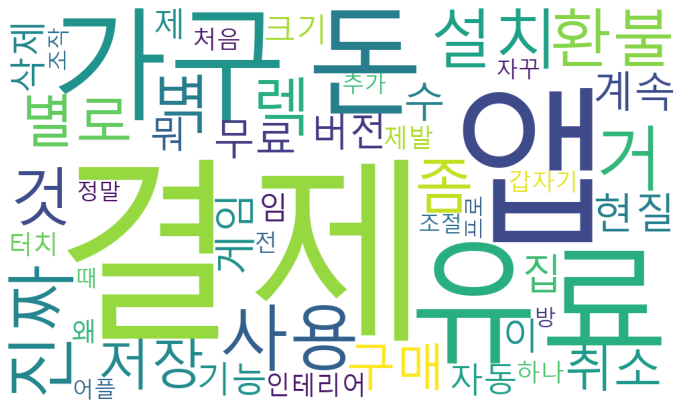 삭제
조작
가구
제
처음
크기
돈
설치
환불
자꾸
별로
벽
뭐
렉
무료
추가
버전
수
제발
계속
앱
거
것
정말
결제
좀
갑자기
현질
임
게임
전
조절
프로
터치
때
진짜
왜
저장
어플
기능
사용
인테리어
유료
구매
집
방
이
자동
하나
취소